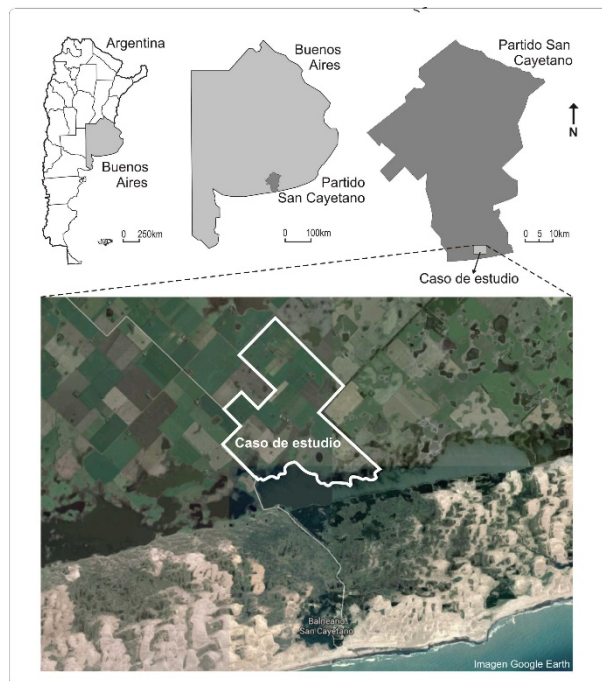 Argentina
Buenos
Aires
0 250km
Buenos
Aires
Partido
San Cayetano
0 100km
Partido San
Cayetano
N
0 5 10km
Caso de estudio
Caso de estudio
Balneario
San Cayetano
Imagen Google Earth